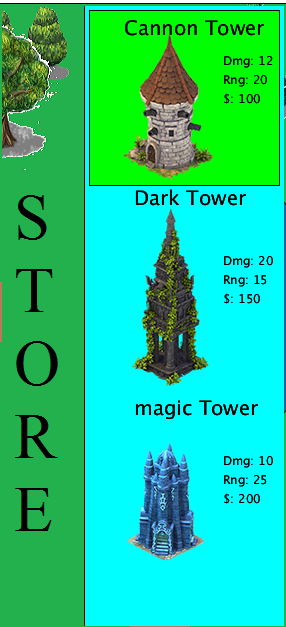 STORE
Cannon Tower
Dmg: 12
Rng: 20
$: 100
Dark Tower
Dmg: 20
Rng: 15
$: 150
magic Tower
Dmg: 10
Rng: 25
$: 200